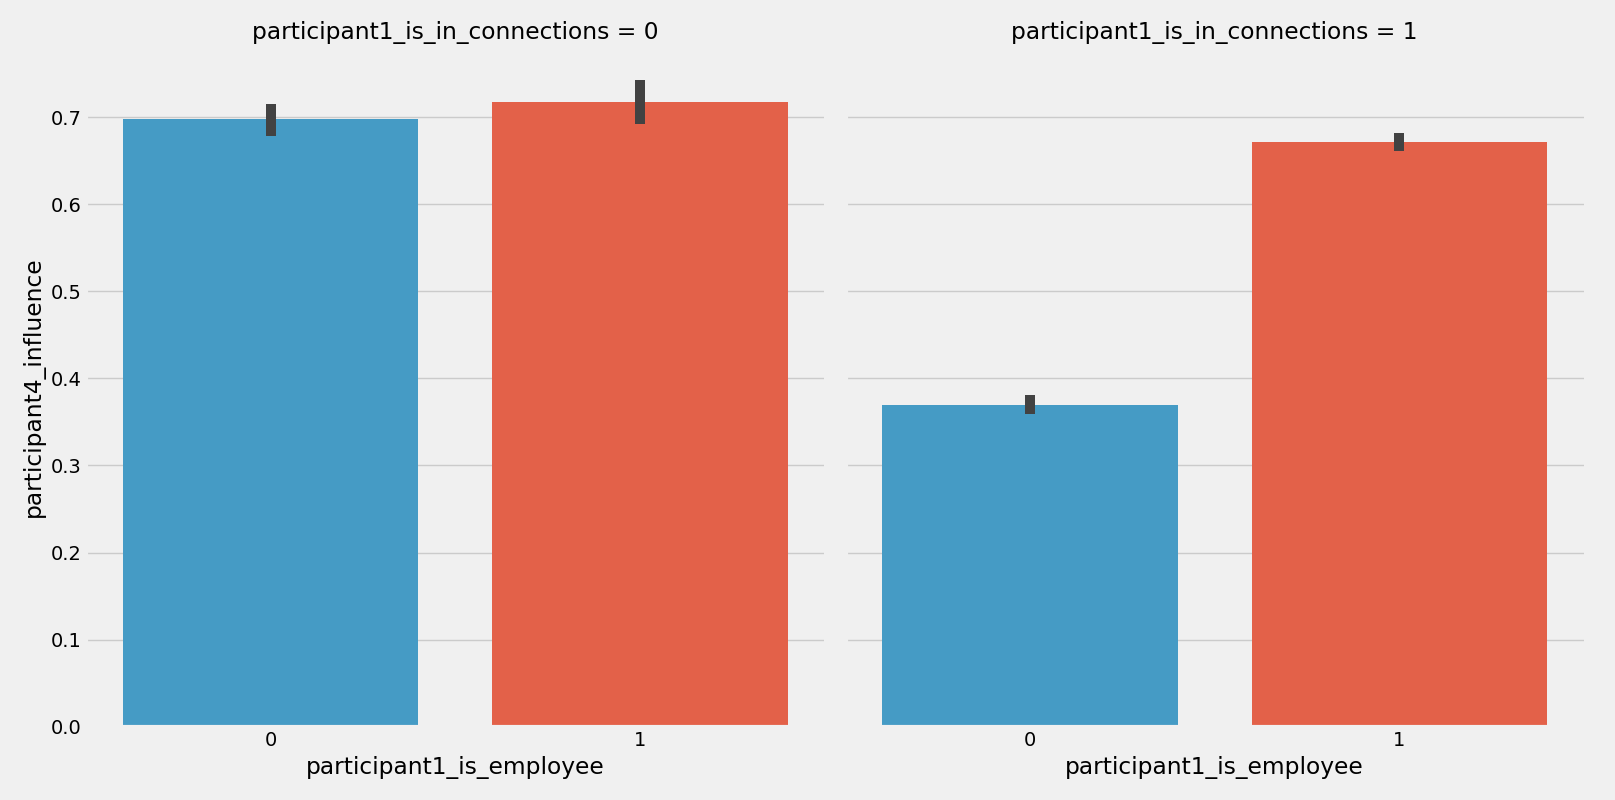 participant1_is_in_connections = 0
participant1_is_in_connections = 1
participant4_influence
0.7
0.6
0.5
0.4
0.3
0.2
0.1
0.0
0 1
0 1
participant1_is_employee
participant1_is_employee